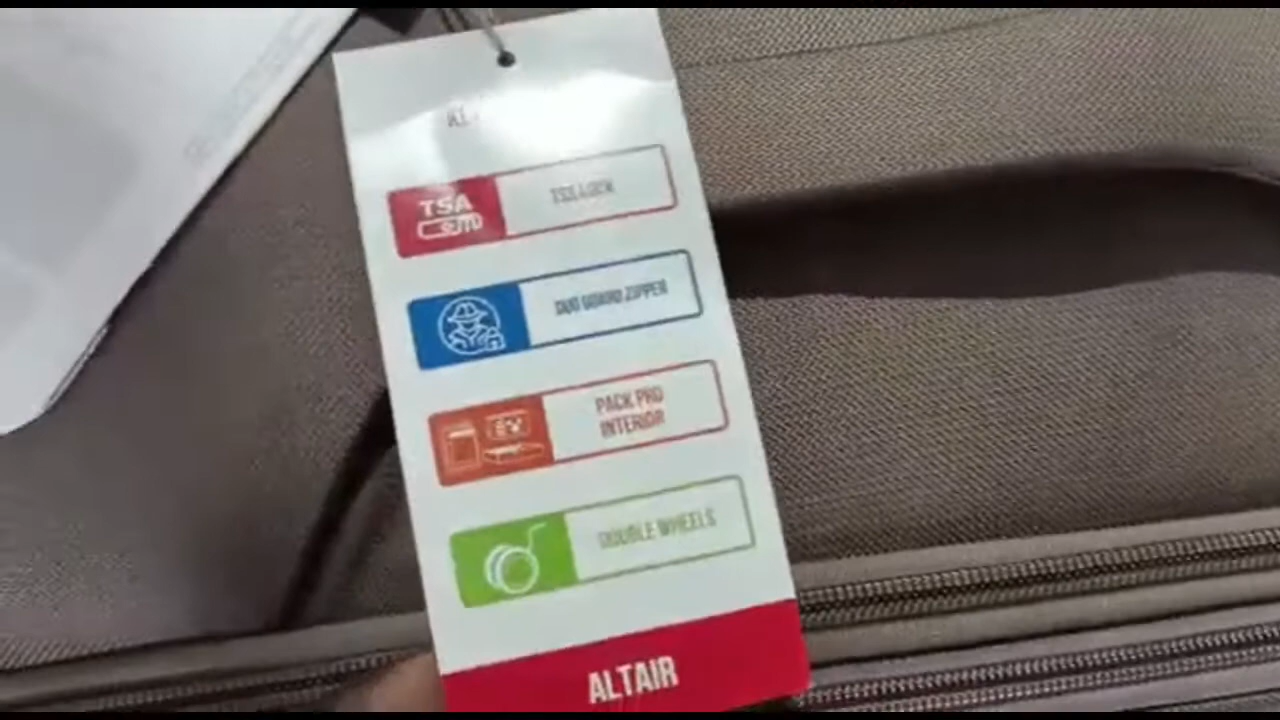 TSA
TSA LOCK
DUO GUARD ZIPPER
PACK PRO
INTERIOR
DOUBLE WHEELS
ALTAIR